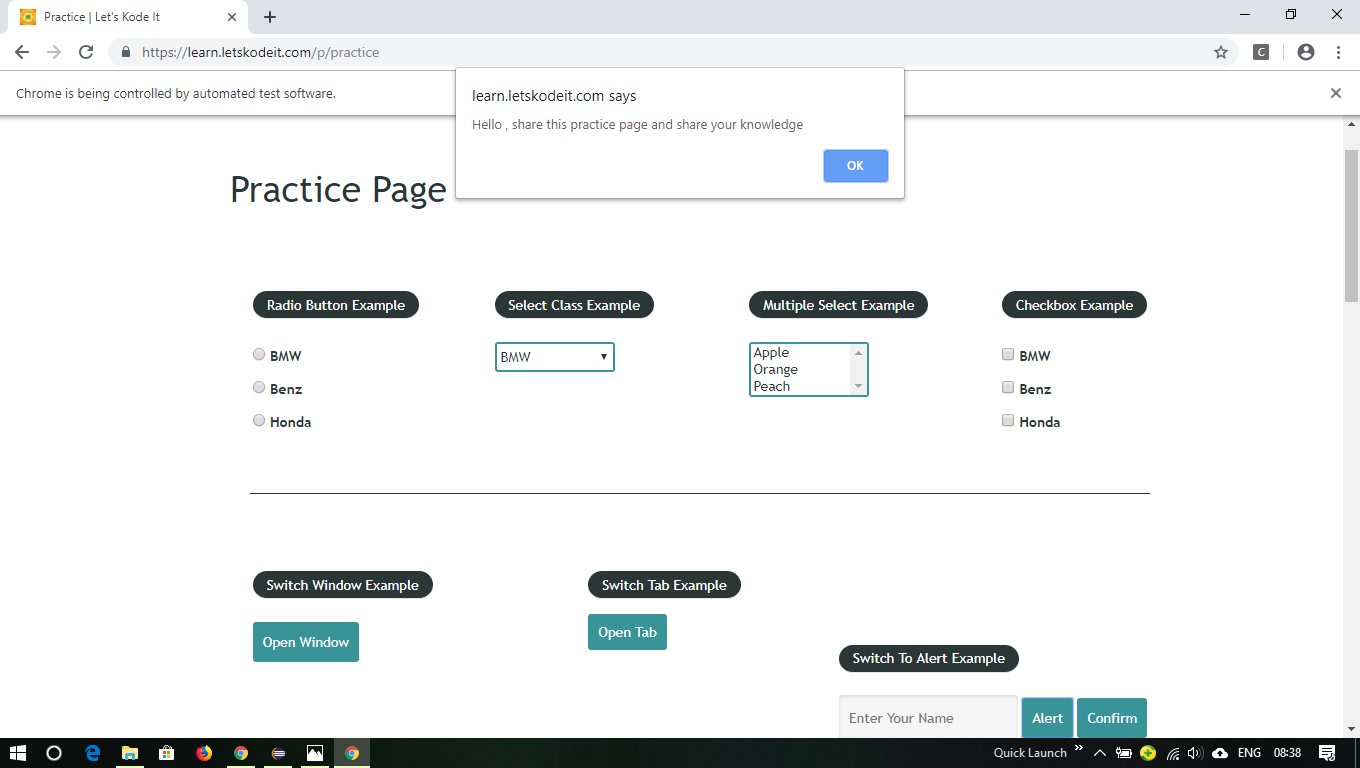 Practice | Let's Kode It
https://learn.letskodeit.com/p/practice
C
Chrome is being controlled by automated test software.
learn.letskodeit.com says
Hello , share this practice page and share your knowledge
OK
Practice Page
Radio Button Example
Select Class Example
Multiple Select Example
Checkbox Example
BMW
Benz
Honda
BMW
Apple
Orange
Peach
BMW
Benz
Honda
Switch Window Example
Switch Tab Example
Open Window
Open Tab
Switch To Alert Example
Enter Your Name
Alert
Confirm
Quick Launch
ENG
08:38